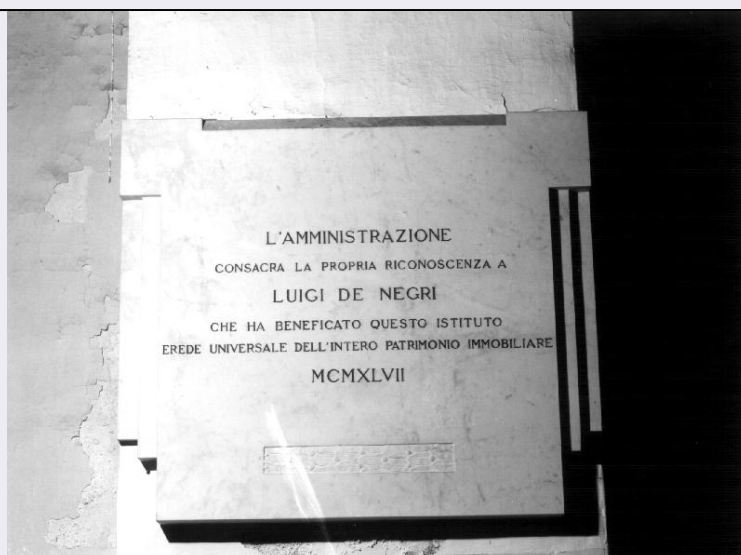 L'AMMINISTRAZIONE
CONSACRA LA PROPRIA RICONOSCENZA A
LUIGI DE NEGRI
CHE HA BENEFICATO QUESTO ISTITUTO
EREDE UNIVERSALE DELL'INTERO PATRIMONIO IMMOBILIARE
MCMXLVII